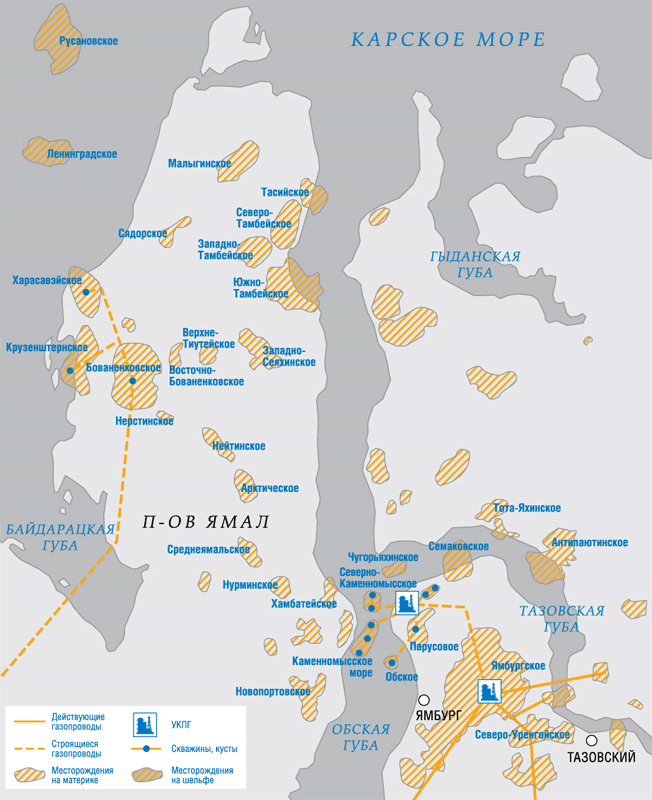 КАРСКОЕ МОРЕ
Русановское
Ленинградское
Малыгинское
Тасийское
Северо-
Тамбейское
Сядорское
Западно-
Тамбейское
ГЫДАНСКАЯ
ГУБА
Харасавэйское
Южно-
Тамбейское
Крузенштернское
Верхне-
Тиутейское
Западно-
Сеяхинское
Бованенковское
Восточно-
Бованенковское
Нерстинское
Нейтинское
Арктическое
Тота-Яхинское
БАЙДАРАЦКАЯ
ГУБА
П-ОВ ЯМАЛ
Антипаютинское
Среднеямальское
Чугорьяхинское
Семаковское
Северно-
Каменномысское
Нурминское
Хамбатейское
ТАЗОВСКАЯ
ГУБА
Парусовое
Каменномысское
море
Обское
Ямбургское
Новопортовское
ЯМБУРГ
ОБСКАЯ
ГУБА
Северо-Уренгойское
ТАЗОВСКИЙ
Действующие
газопроводы
УКПГ
Строящиеся
газопроводы
Скважины, кусты
Месторождения
на материке
Месторождения
на шельфе